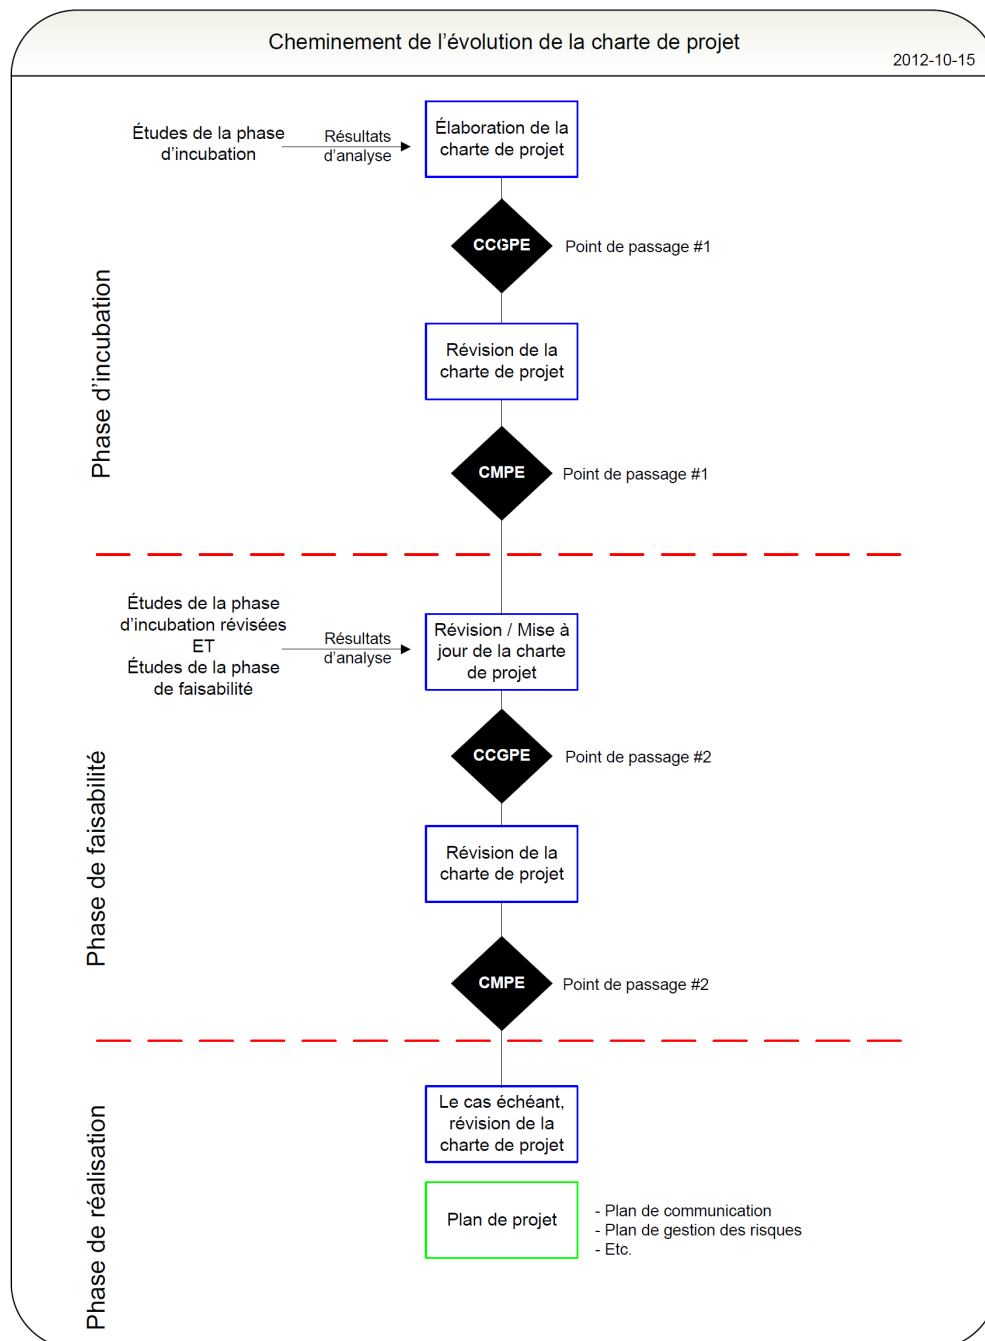 Cheminement de l'évolution de la charte de projet
2012-10-15
Phase d'incubation
Études de la phase
d'incubation
Résultats
d'analyse
Élaboration de la
charte de projet
CCGPE
Point de passage #1
Révision de la
charte de projet
CMPE
Point de passage #1
Phase de faisabilité
Études de la phase
d'incubation révisées
ET
Études de la phase
de faisabilité
Résultats
d'analyse
Révision / Mise à
jour de la charte
de projet
CCGPE
Point de passage #2
Révision de la
charte de projet
CMPE
Point de passage #2
Phase de réalisation
Le cas échéant,
révision de la
charte de projet
Plan de projet
- Plan de communication
- Plan de gestion des risques
- Etc.